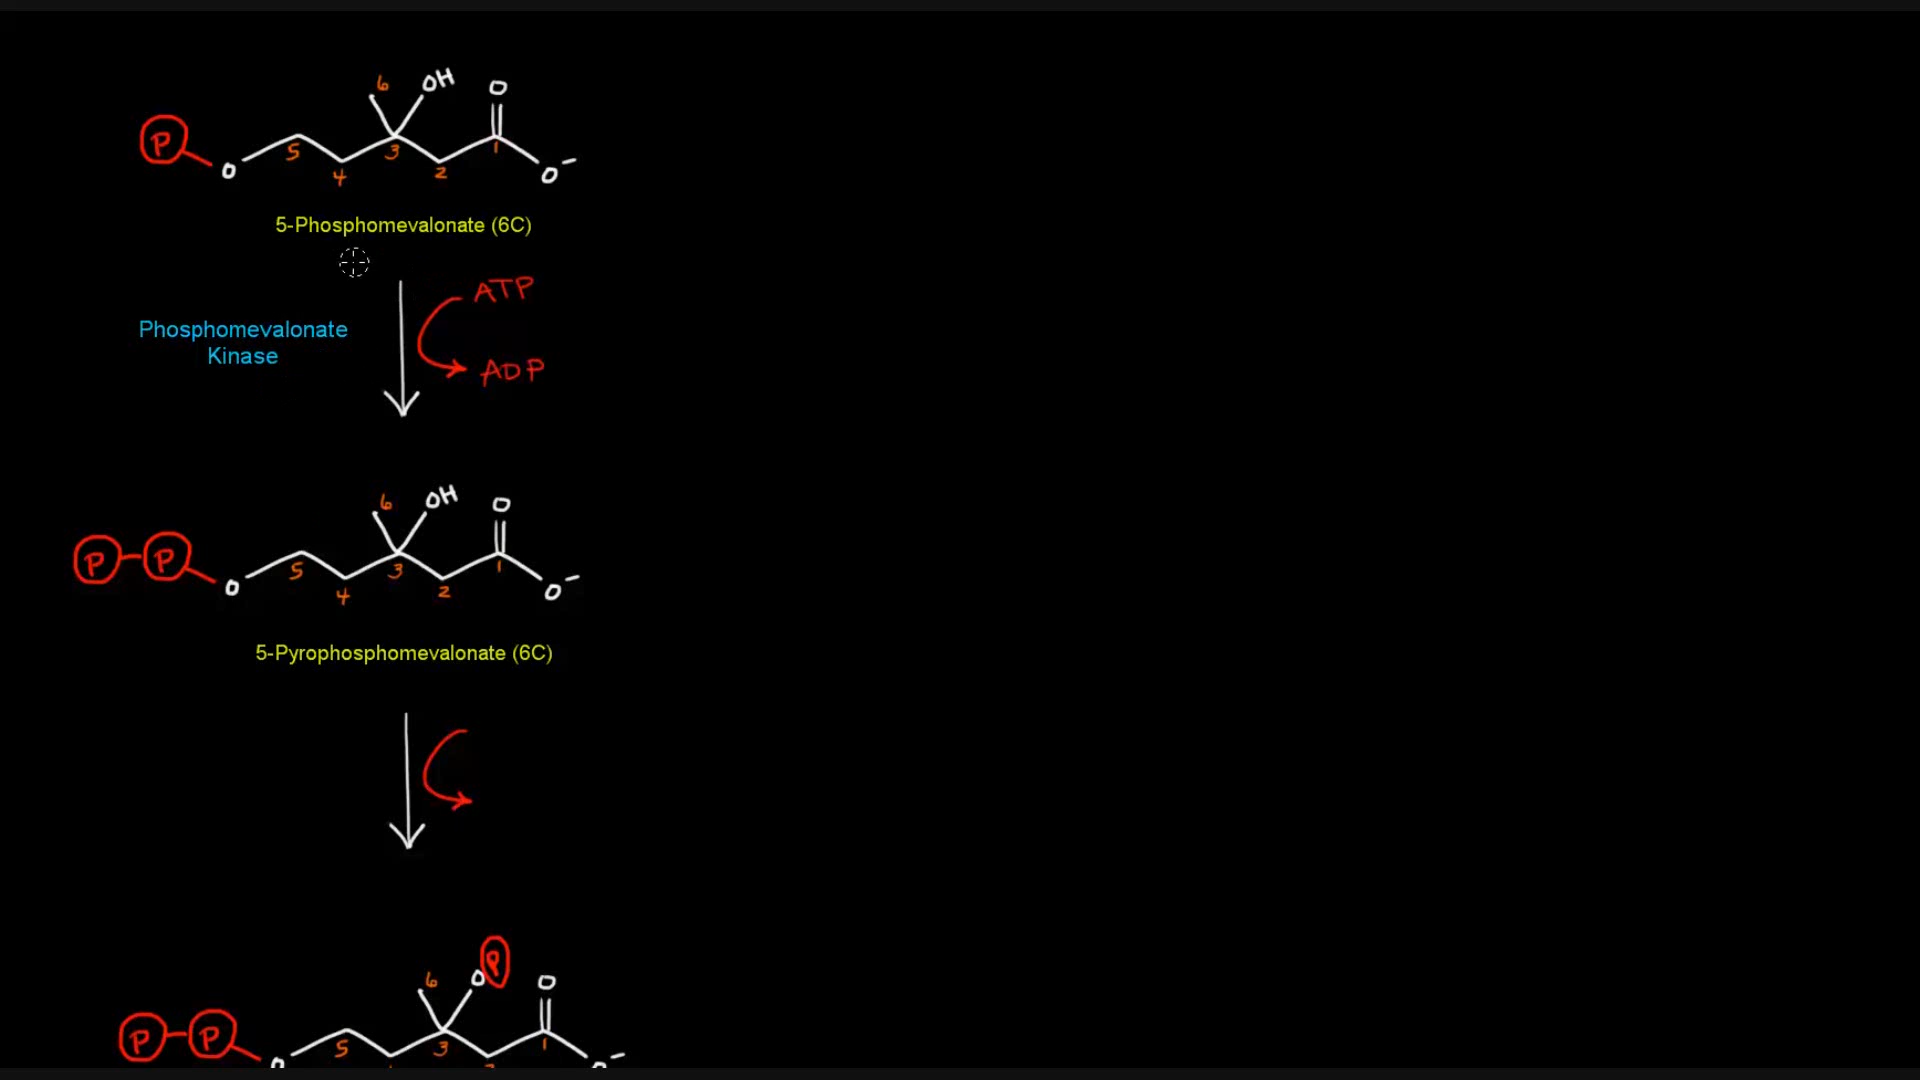 6 OH O
P O 5 4 3 2 1 O-
5-Phosphomevalonate (6C)
ATP
Phosphomevalonate
Kinase
ADP
6 OH O
P P O 5 4 3 2 1 O-
5-Pyrophosphomevalonate (6C)
6 O P O
P P O 5 3 1